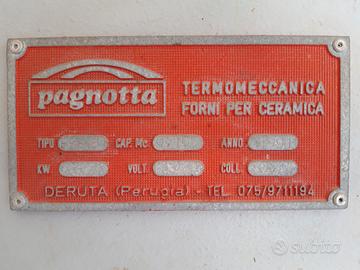 pagnotta
TERMOMECCANICA
FORNI PER CERAMICA
TIPO CAP. Mc. ANNO
KW VOLT. COLL.
DERUTA (Perugia) - TEL. 075/9711194
subito